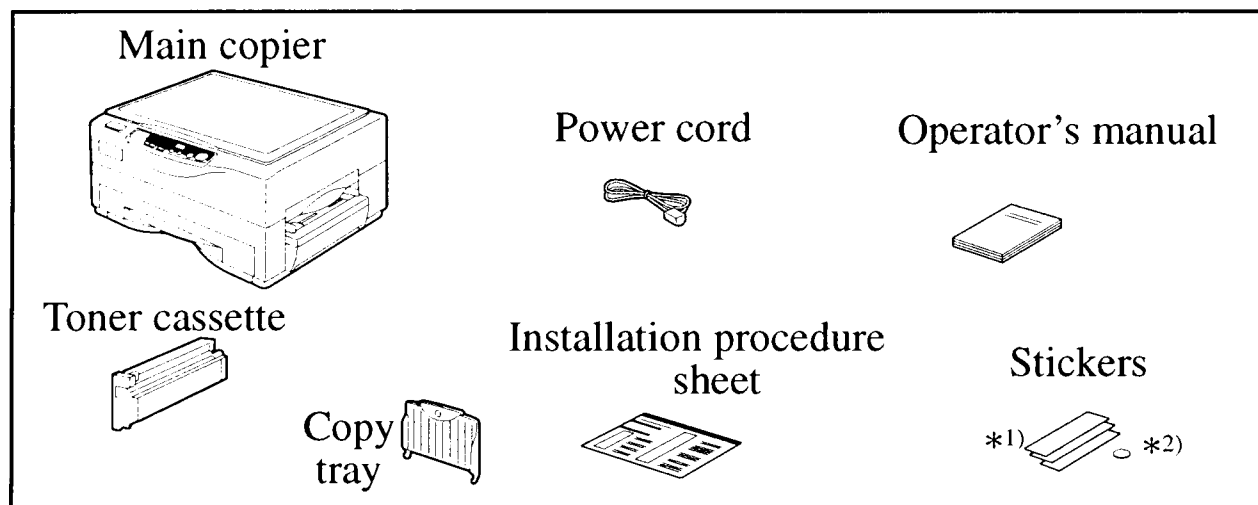 Main copier
Power cord
Operator's manual
Toner cassette
Copy
tray
Installation procedure
sheet
Stickers
*1)
*2)